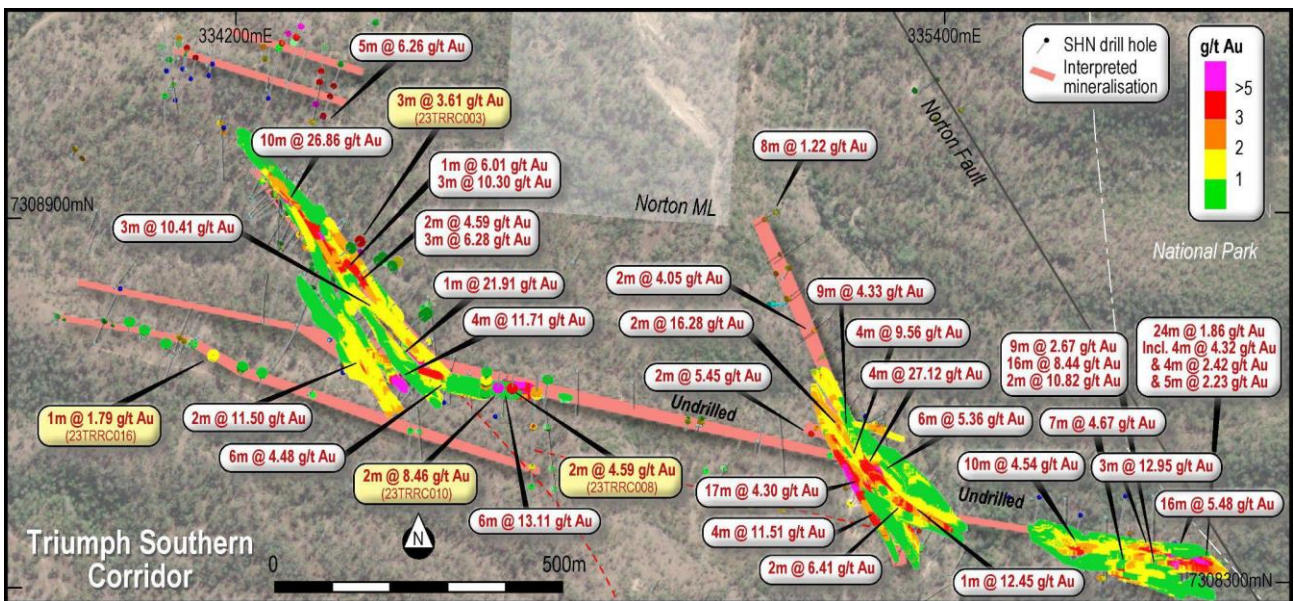 334200mE
335400mE
5m @ 6.26 g/t Au
3m @ 3.61 g/t Au
(23TRRC003)
10m @ 26.86 g/t Au
1m @ 6.01 g/t Au
3m @ 10.30 g/t Au
7308900mN
3m @ 10.41 g/t Au
2m @ 4.59 g/t Au
3m @ 6.28 g/t Au
1m @ 21.91 g/t Au
4m @ 11.71 g/t Au
Norton ML
8m @ 1.22 g/t Au
Norton Fault
SHN drill hole
Interpreted
mineralisation
g/t Au
>5
3
2
1
National Park
2m @ 4.05 g/t Au
9m @ 4.33 g/t Au
2m @ 16.28 g/t Au
4m @ 9.56 g/t Au
2m @ 5.45 g/t Au
4m @ 27.12 g/t Au
9m @ 2.67 g/t Au
16m @ 8.44 g/t Au
2m @ 10.82 g/t Au
24m @ 1.86 g/t Au
Incl. 4m @ 4.32 g/t Au
& 4m @ 2.42 g/t Au
& 5m @ 2.23 g/t Au
Undrilled
6m @ 5.36 g/t Au
7m @ 4.67 g/t Au
1m @ 1.79 g/t Au
(23TRRC016)
2m @ 11.50 g/t Au
6m @ 4.48 g/t Au
2m @ 8.46 g/t Au
(23TRRC010)
2m @ 4.59 g/t Au
(23TRRC008)
6m @ 13.11 g/t Au
17m @ 4.30 g/t Au
4m @ 11.51 g/t Au
2m @ 6.41 g/t Au
1m @ 12.45 g/t Au
Undrilled
10m @ 4.54 g/t Au
3m @ 12.95 g/t Au
16m @ 5.48 g/t Au
Triumph Southern
Corridor
N
0
500m
7308300mN